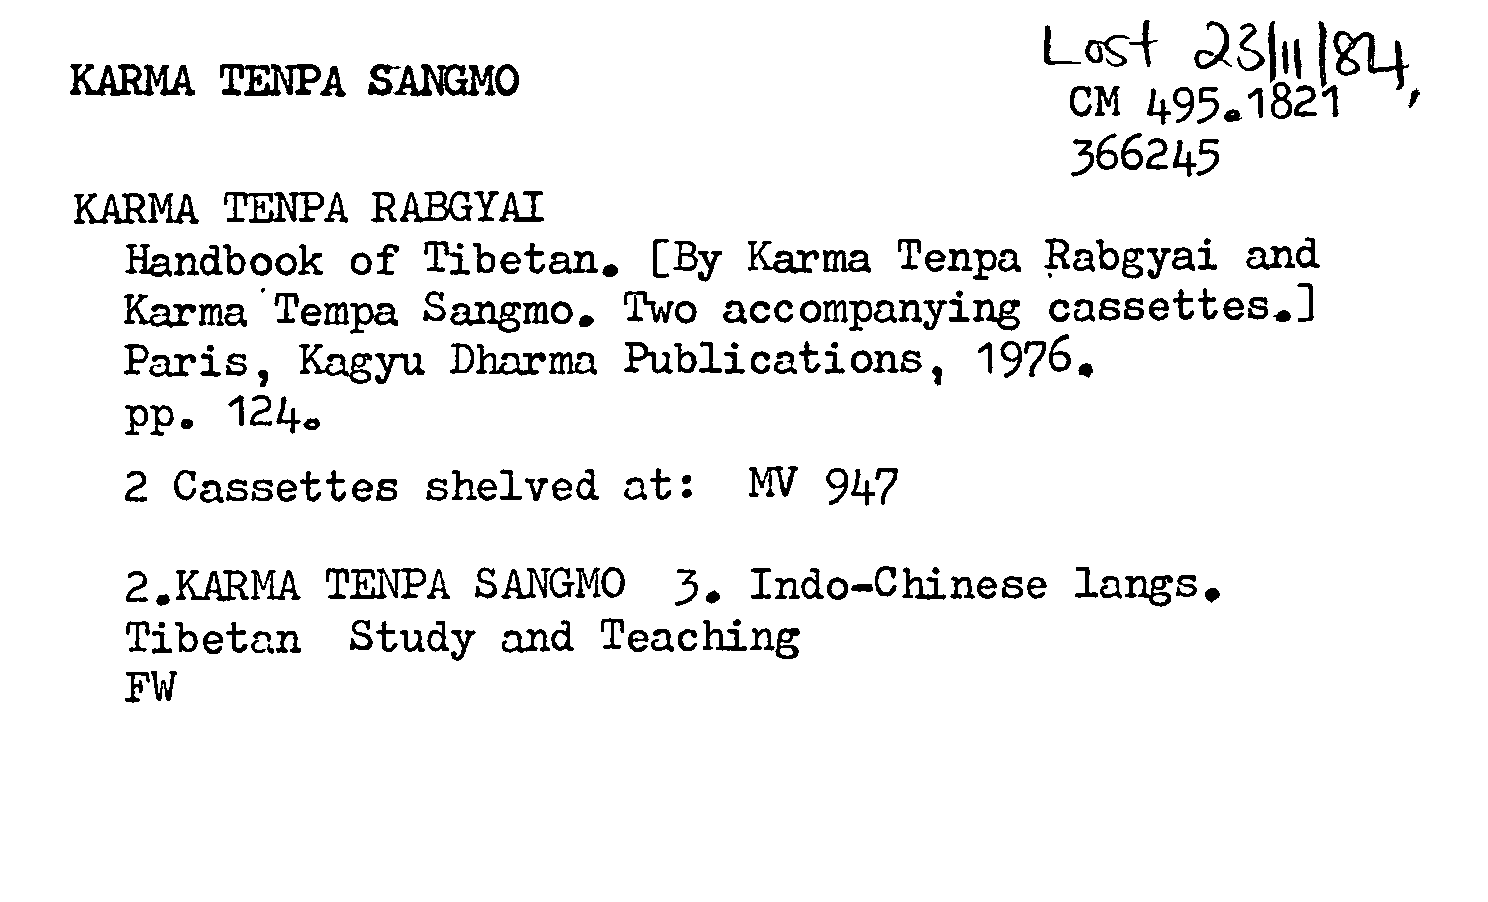 Lost 23/11/84,
KARMA TENPA SANGMO
CM 495.1821
366245
KARMA TENPA RABGYAI
Handbook of Tibetan. [By Karma Tenpa Rabgyai and
Karma Tempa Sangmo. Two accompanying cassettes.]
Paris, Kagyu Dharma Publications, 1976.
pp. 124.
2 Cassettes shelved at: MV 947
2.KARMA TENPA SANGMO 3. Indo-Chinese langs.
Tibetan Study and Teaching
FW